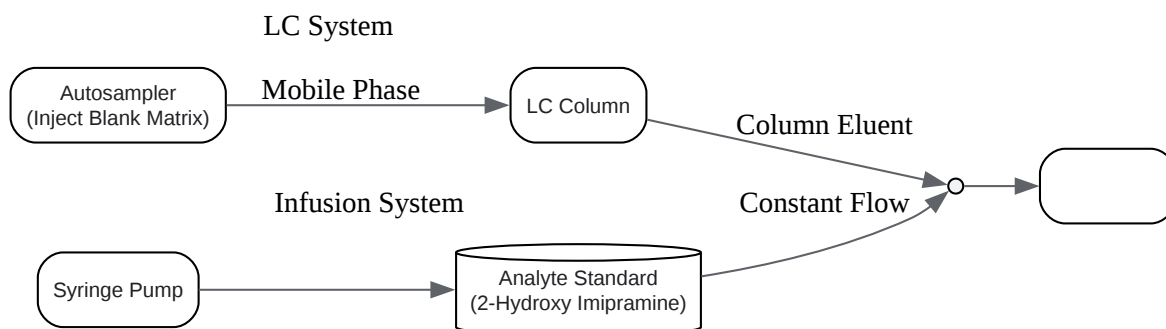 LC System
Autosampler
(Inject Blank Matrix)
Mobile Phase
LC Column
Column Eluent
Infusion System
Constant Flow
Syringe Pump
Analyte Standard
(2-Hydroxy Imipramine)